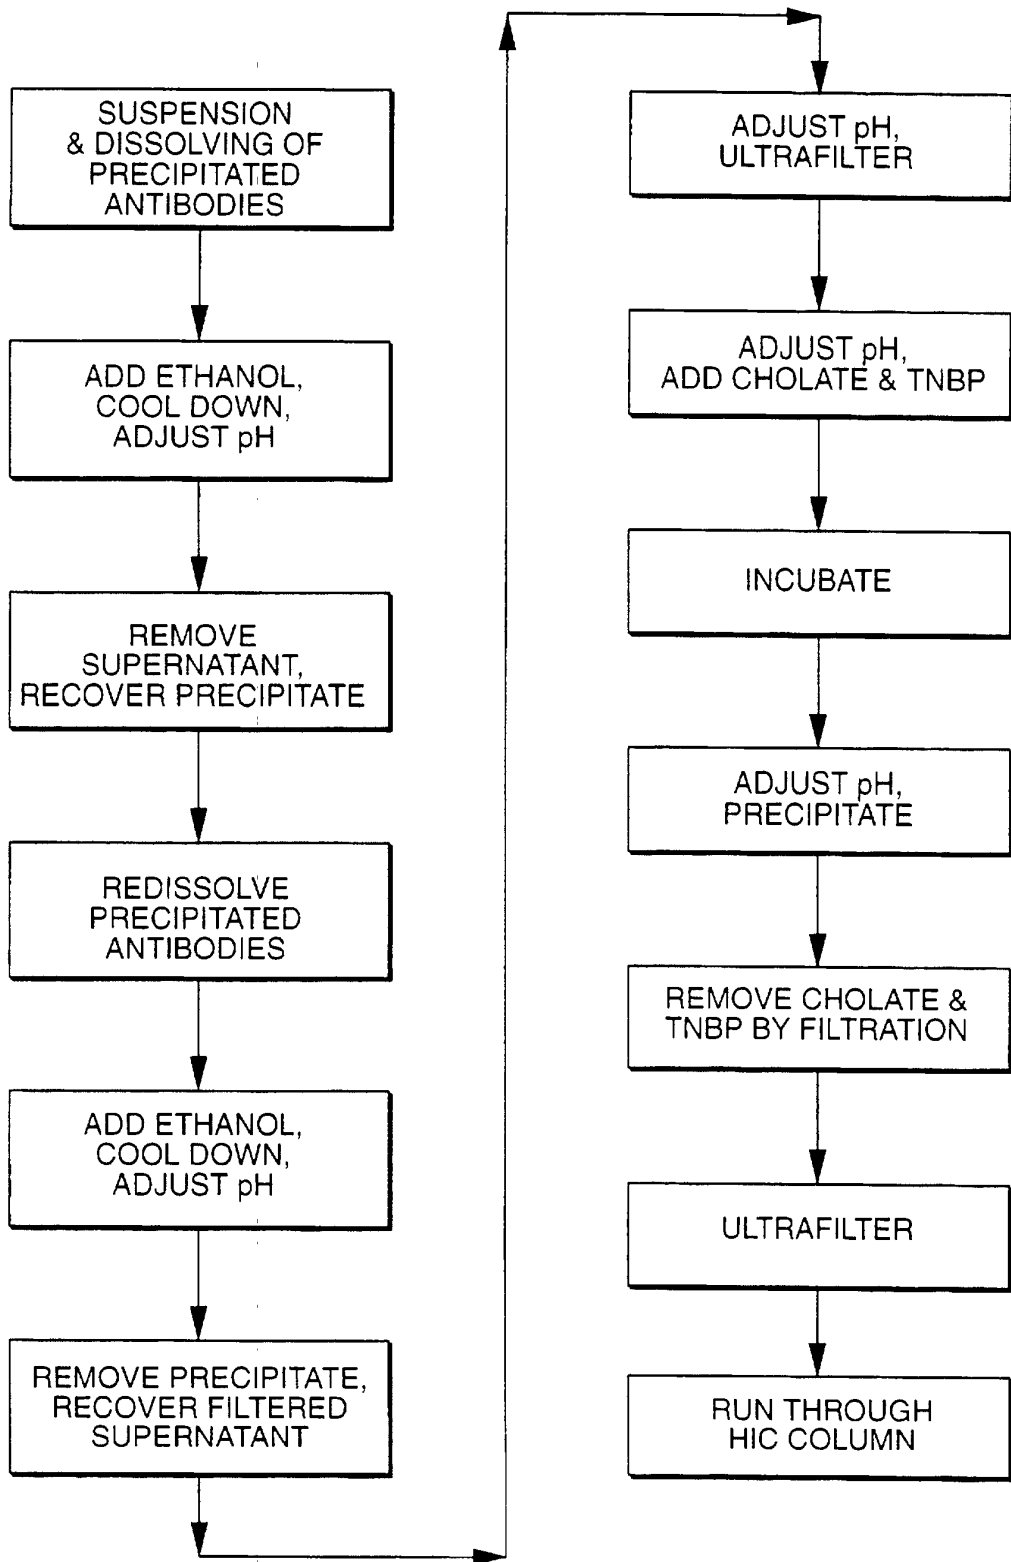 SUSPENSION
& DISSOLVING OF
PRECIPITATED
ANTIBODIES
ADD ETHANOL,
COOL DOWN,
ADJUST pH
REMOVE
SUPERNATANT,
RECOVER PRECIPITATE
REDISSOLVE
PRECIPITATED
ANTIBODIES
ADD ETHANOL,
COOL DOWN,
ADJUST pH
REMOVE PRECIPITATE,
RECOVER FILTERED
SUPERNATANT
ADJUST pH,
ULTRAFILTER
ADJUST pH,
ADD CHOLATE & TNBP
INCUBATE
ADJUST pH,
PRECIPITATE
REMOVE CHOLATE &
TNBP BY FILTRATION
ULTRAFILTER
RUN THROUGH
HIC COLUMN